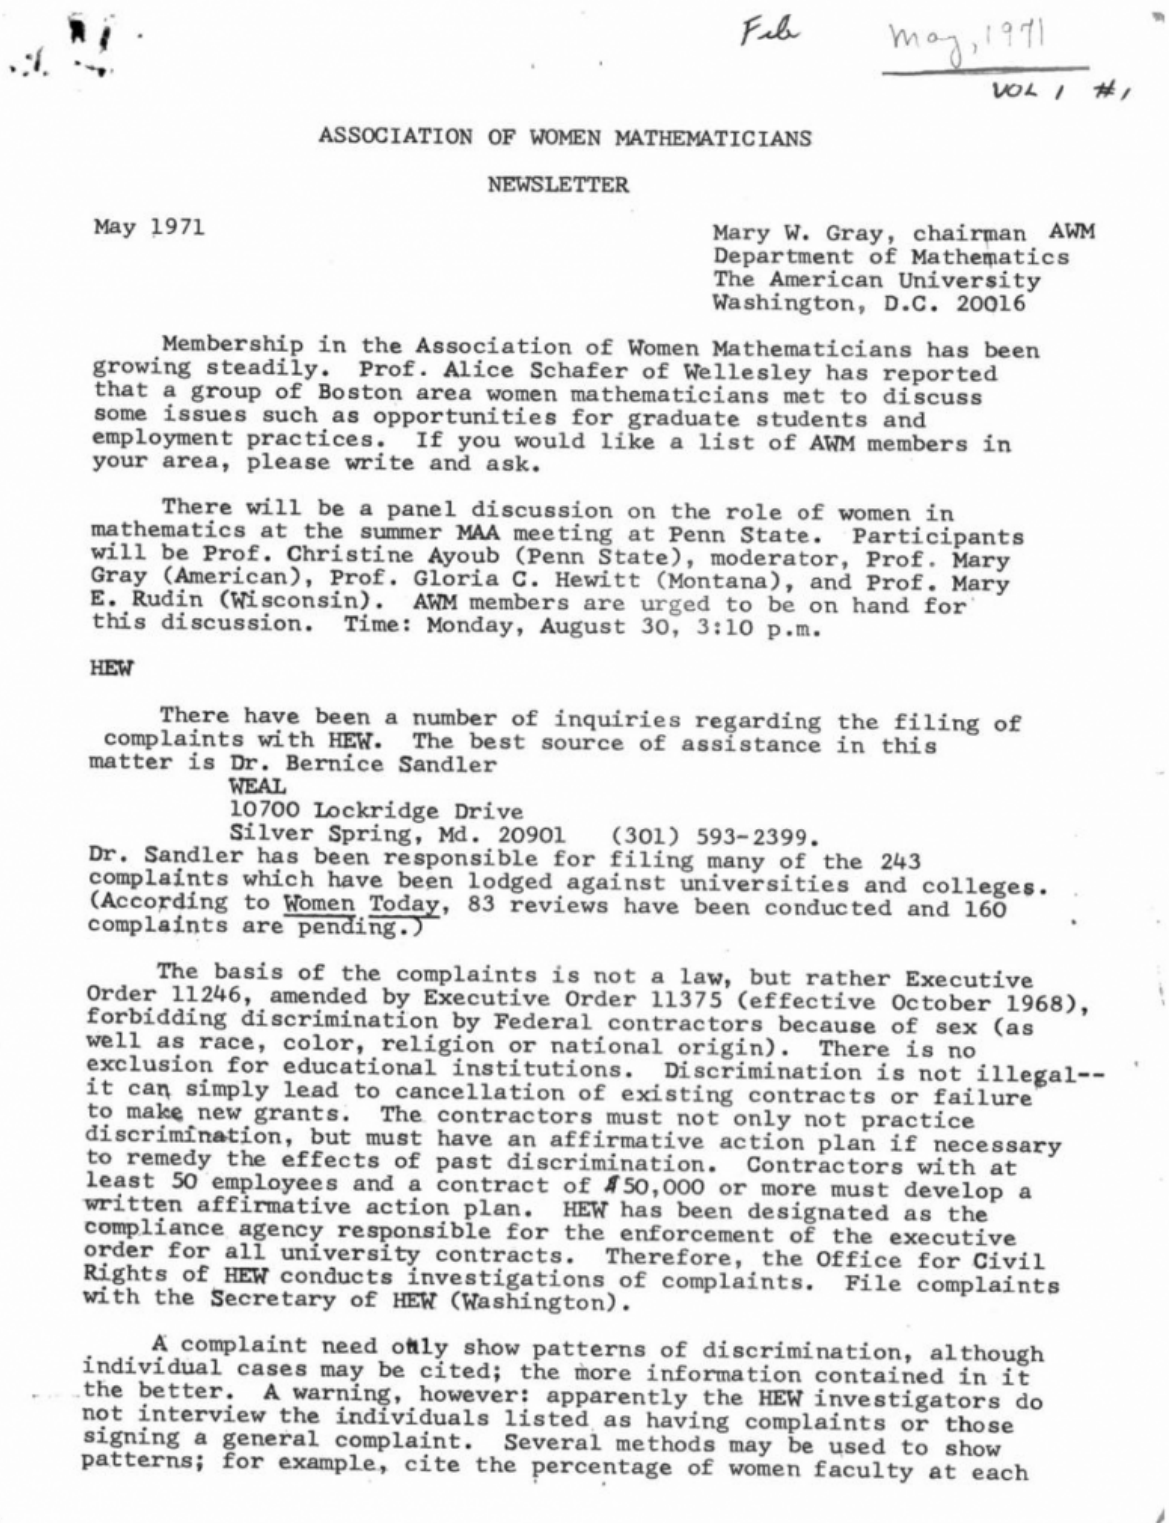 Feb May, 1971
VOL 1 #1
ASSOCIATION OF WOMEN MATHEMATICIANS
NEWSLETTER
May 1971
Mary W. Gray, chairman AWM
Department of Mathematics
The American University
Washington, D.C. 20016
Membership in the Association of Women Mathematicians has been
growing steadily. Prof. Alice Schafer of Wellesley has reported
that a group of Boston area women mathematicians met to discuss
some issues such as opportunities for graduate students and
employment practices. If you would like a list of AWM members in
your area, please write and ask.
There will be a panel discussion on the role of women in
mathematics at the summer MAA meeting at Penn State. Participants
will be Prof. Christine Ayoub (Penn State), moderator, Prof. Mary
Gray (American), Prof. Gloria C. Hewitt (Montana), and Prof. Mary
E. Rudin (Wisconsin). AWM members are urged to be on hand for
this discussion. Time: Monday, August 30, 3:10 p.m.
HEW
There have been a number of inquiries regarding the filing of
complaints with HEW. The best source of assistance in this
matter is Dr. Bernice Sandler
WEAL
10700 Lockridge Drive
Silver Spring, Md. 20901 (301) 593-2399.
Dr. Sandler has been responsible for filing many of the 243
complaints which have been lodged against universities and colleges.
(According to Women Today, 83 reviews have been conducted and 160
complaints are pending.)
The basis of the complaints is not a law, but rather Executive
Order 11246, amended by Executive Order 11375 (effective October 1968),
forbidding discrimination by Federal contractors because of sex (as
well as race, color, religion or national origin). There is no
exclusion for educational institutions. Discrimination is not illegal--
it can simply lead to cancellation of existing contracts or failure
to make new grants. The contractors must not only not practice
discrimination, but must have an affirmative action plan if necessary
to remedy the effects of past discrimination. Contractors with at
least 50 employees and a contract of $50,000 or more must develop a
written affirmative action plan. HEW has been designated as the
compliance agency responsible for the enforcement of the executive
order for all university contracts. Therefore, the Office for Civil
Rights of HEW conducts investigations of complaints. File complaints
with the Secretary of HEW (Washington).
A complaint need only show patterns of discrimination, although
individual cases may be cited; the more information contained in it
the better. A warning, however: apparently the HEW investigators do
not interview the individuals listed as having complaints or those
signing a general complaint. Several methods may be used to show
patterns; for example, cite the percentage of women faculty at each